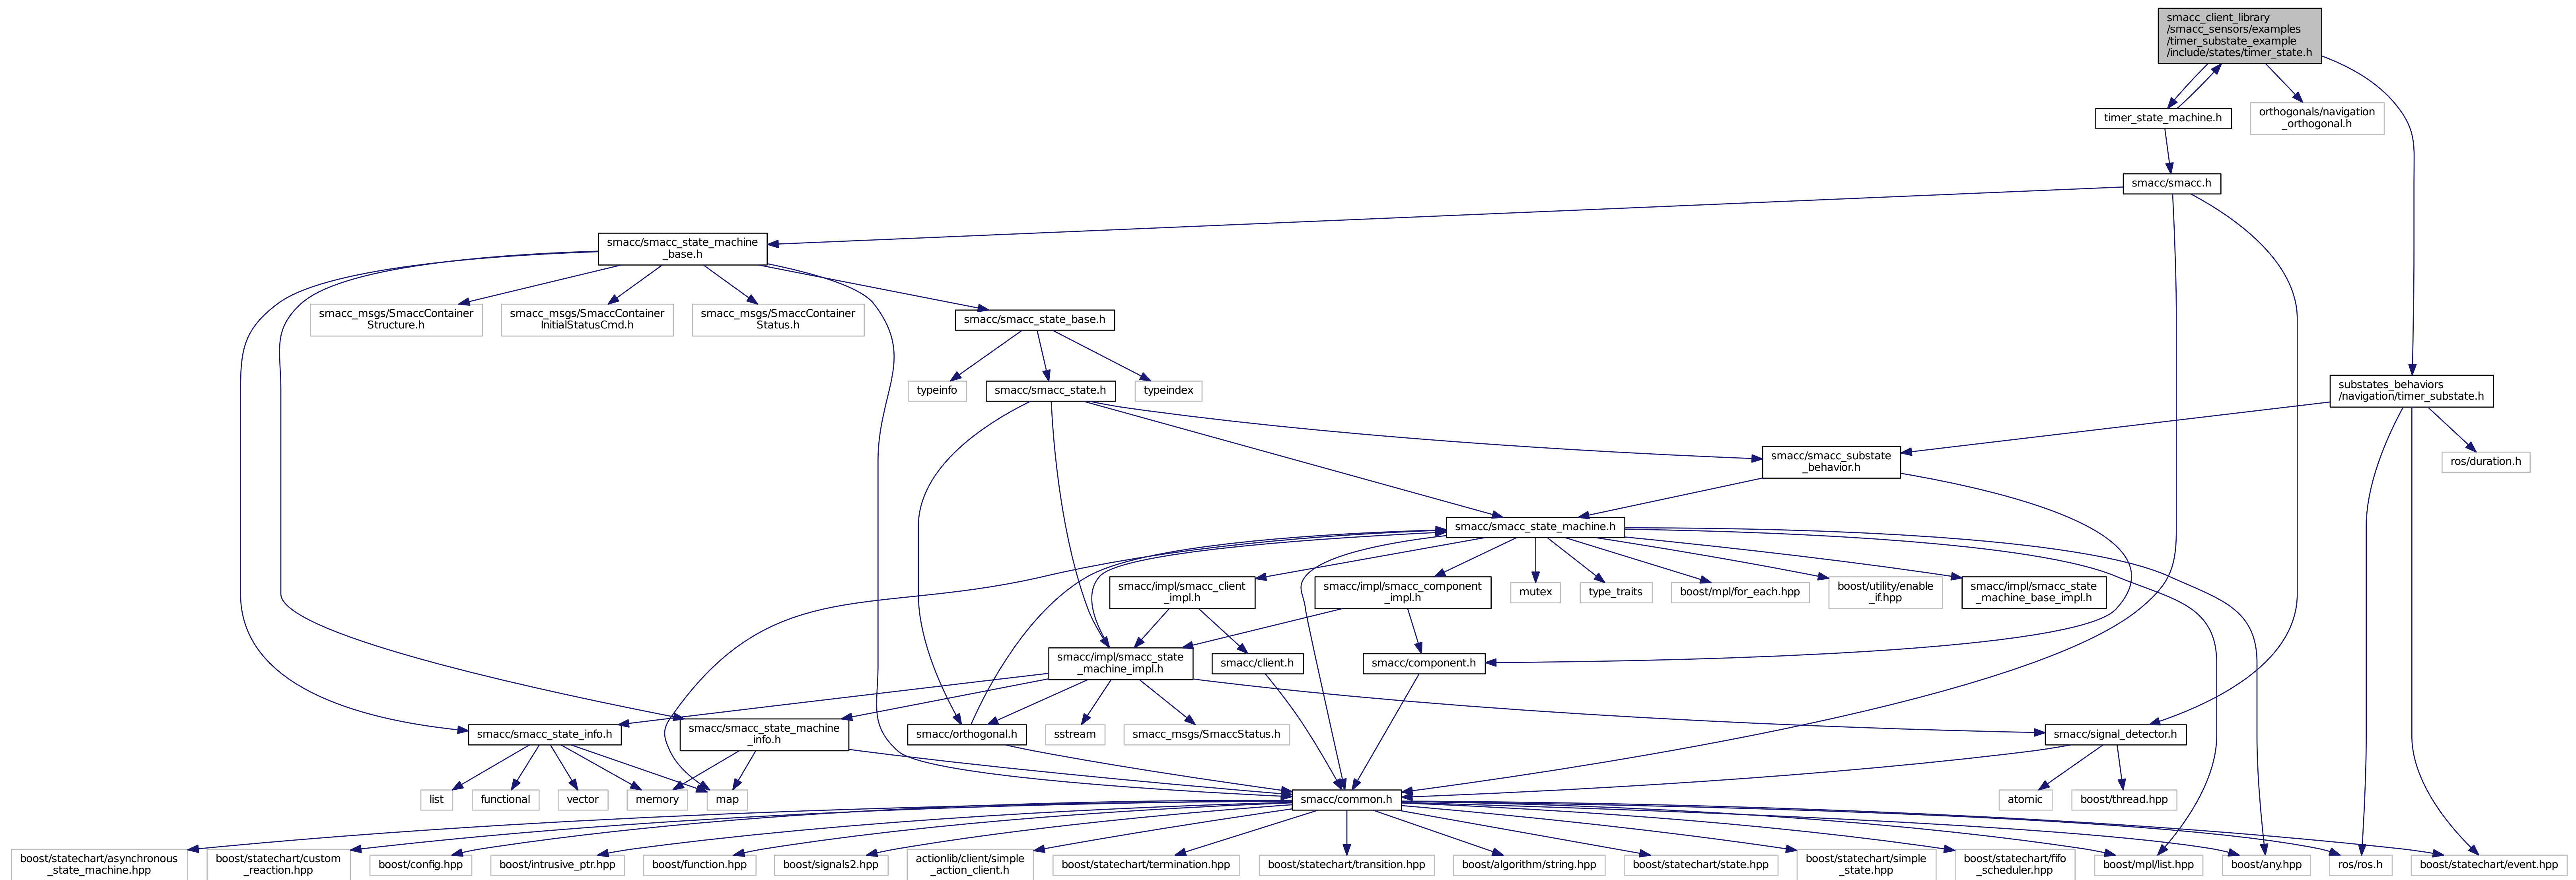 smacc_client_library
/smacc_sensors/examples
/timer_substate_example
/include/states/timer_state.h
timer_state_machine.h
orthogonals/navigation
_orthogonal.h
smacc/smacc.h
smacc/smacc_state_machine
_base.h
smacc_msgs/SmaccContainer
Structure.h
smacc_msgs/SmaccContainer
InitialStatusCmd.h
smacc_msgs/SmaccContainer
Status.h
smacc/smacc_state_base.h
typeinfo
smacc/smacc_state.h
typeindex
substates_behaviors
/navigation/timer_substate.h
smacc/smacc_substate
_behavior.h
ros/duration.h
smacc/smacc_state_machine.h
smacc/impl/smacc_client
_impl.h
smacc/impl/smacc_component
_impl.h
mutex
type_traits
boost/mpl/for_each.hpp
boost/utility/enable
_if.hpp
smacc/impl/smacc_state
_machine_base_impl.h
smacc/impl/smacc_state
_machine_impl.h
smacc/client.h
smacc/component.h
smacc/smacc_state_info.h
smacc/smacc_state_machine
_info.h
smacc/orthogonal.h
sstream
smacc_msgs/SmaccStatus.h
smacc/signal_detector.h
list
functional
vector
memory
map
smacc/common.h
atomic
boost/thread.hpp
boost/statechart/asynchronous
_state_machine.hpp
boost/statechart/custom
_reaction.hpp
boost/config.hpp
boost/intrusive_ptr.hpp
boost/function.hpp
boost/signals2.hpp
actionlib/client/simple
_action_client.h
boost/statechart/termination.hpp
boost/statechart/transition.hpp
boost/algorithm/string.hpp
boost/statechart/state.hpp
boost/statechart/simple
_state.hpp
boost/statechart/fifo
_scheduler.hpp
boost/mpl/list.hpp
boost/any.hpp
ros/ros.h
boost/statechart/event.hpp